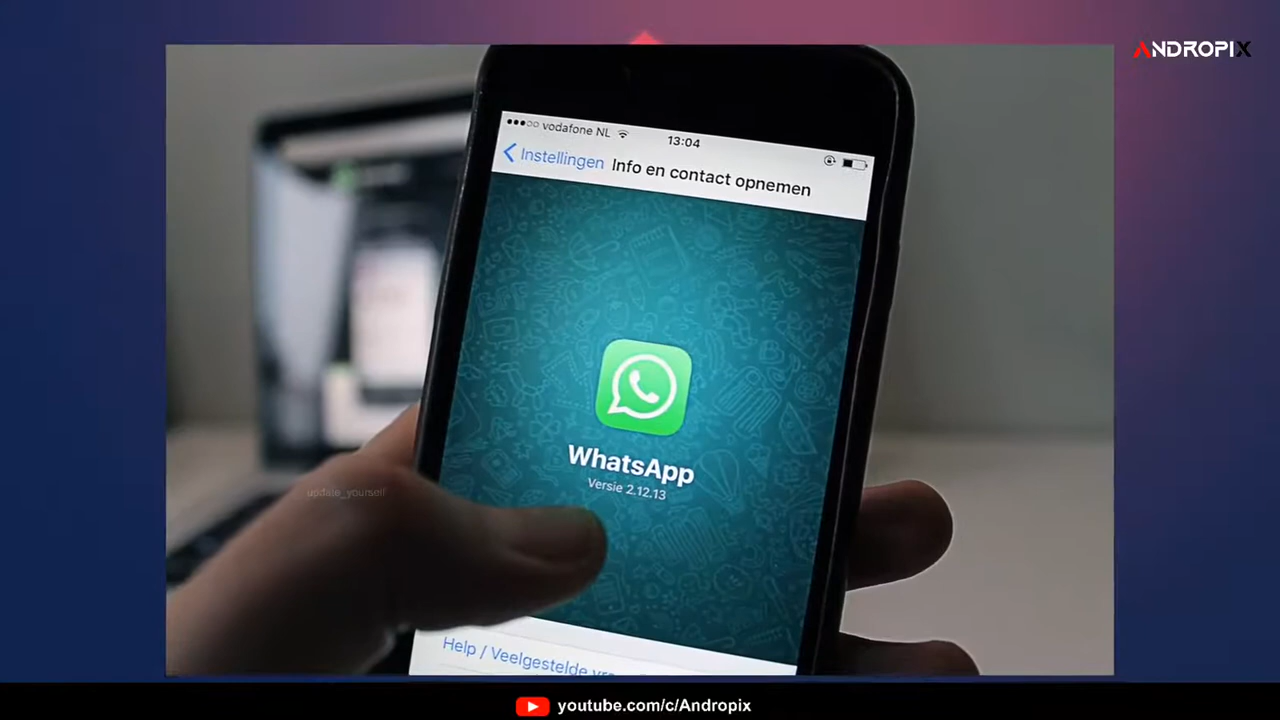 ANDROPIX
vodafone NL
13:04
Instellingen
Info en contact opnemen
WhatsApp
Versie 2.12.13
update_yourself
Help / Veelgestelde
youtube.com/c/Andropix